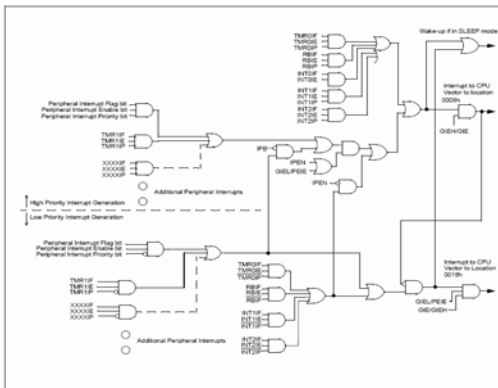 TMR0IF
TMR0IE
TMR0IP
RBIF
RBIE
RBIP
INT0IF
INT0IE
INT1IF
INT1IE
INT1IP
INT2IF
INT2IE
INT2IP
Wake-up if in SLEEP mode
Interrupt to CPU
Vector to location
0008h
GIEH/GIE
Peripheral Interrupt Flag bit
Peripheral Interrupt Enable bit
Peripheral Interrupt Priority bit
TMR1IF
TMR1IE
TMR1IP
XXXXIF
XXXXIE
XXXXIP
IPE
IPEN
GIEL/PEIE
IPEN
Additional Peripheral Interrupts
High Priority Interrupt Generation
Low Priority Interrupt Generation
Peripheral Interrupt Flag bit
Peripheral Interrupt Enable bit
Peripheral Interrupt Priority bit
TMR1IF
TMR1IE
TMR1IP
XXXXIF
XXXXIE
XXXXIP
Additional Peripheral Interrupts
TMR0IF
TMR0IE
TMR0IP
RBIF
RBIE
RBIP
INT1IF
INT1IE
INT1IP
INT2IF
INT2IE
INT2IP
Interrupt to CPU
Vector to Location
0018h
GIEL/PEIE
GIE/GIEH